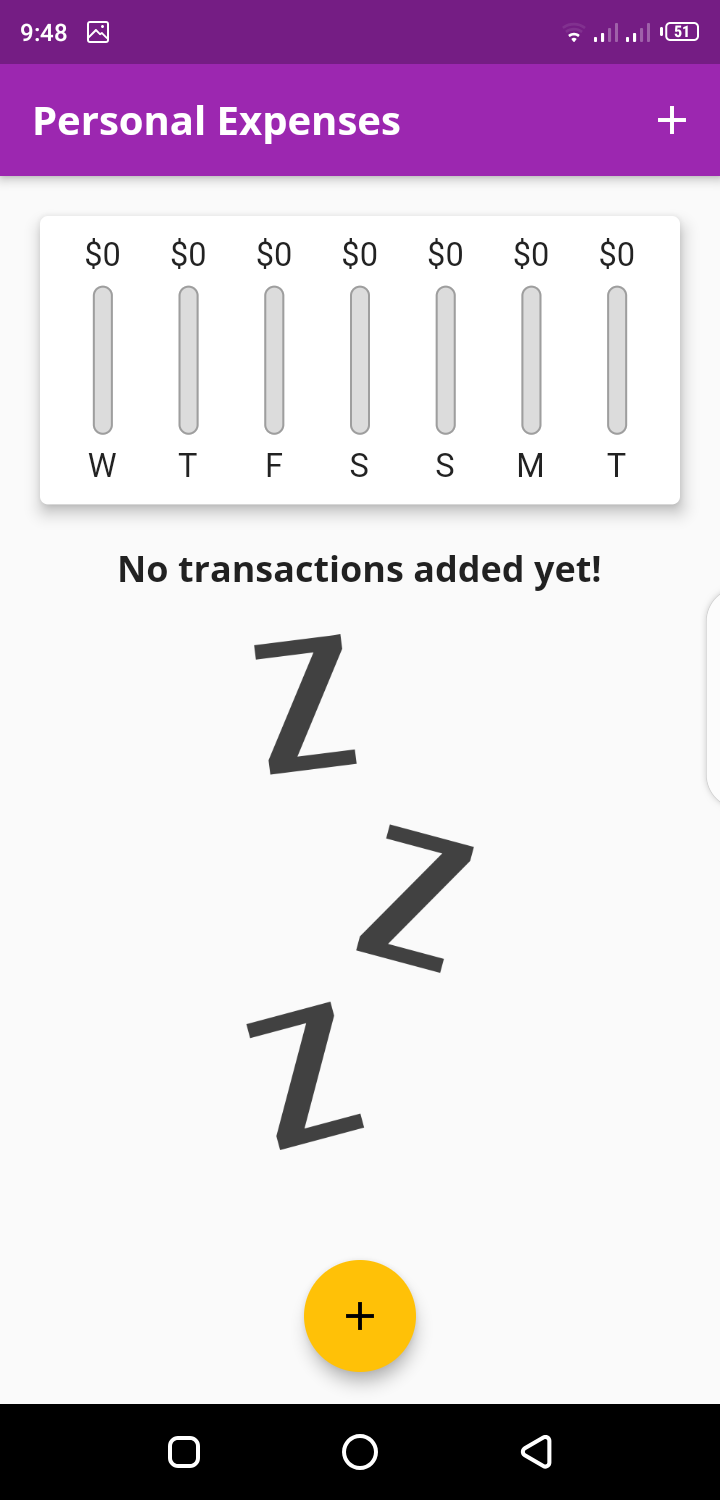 9:48 51
Personal Expenses +
$0 $0 $0 $0 $0 $0 $0
W T F S S M T
No transactions added yet!
Z
Z
Z
+